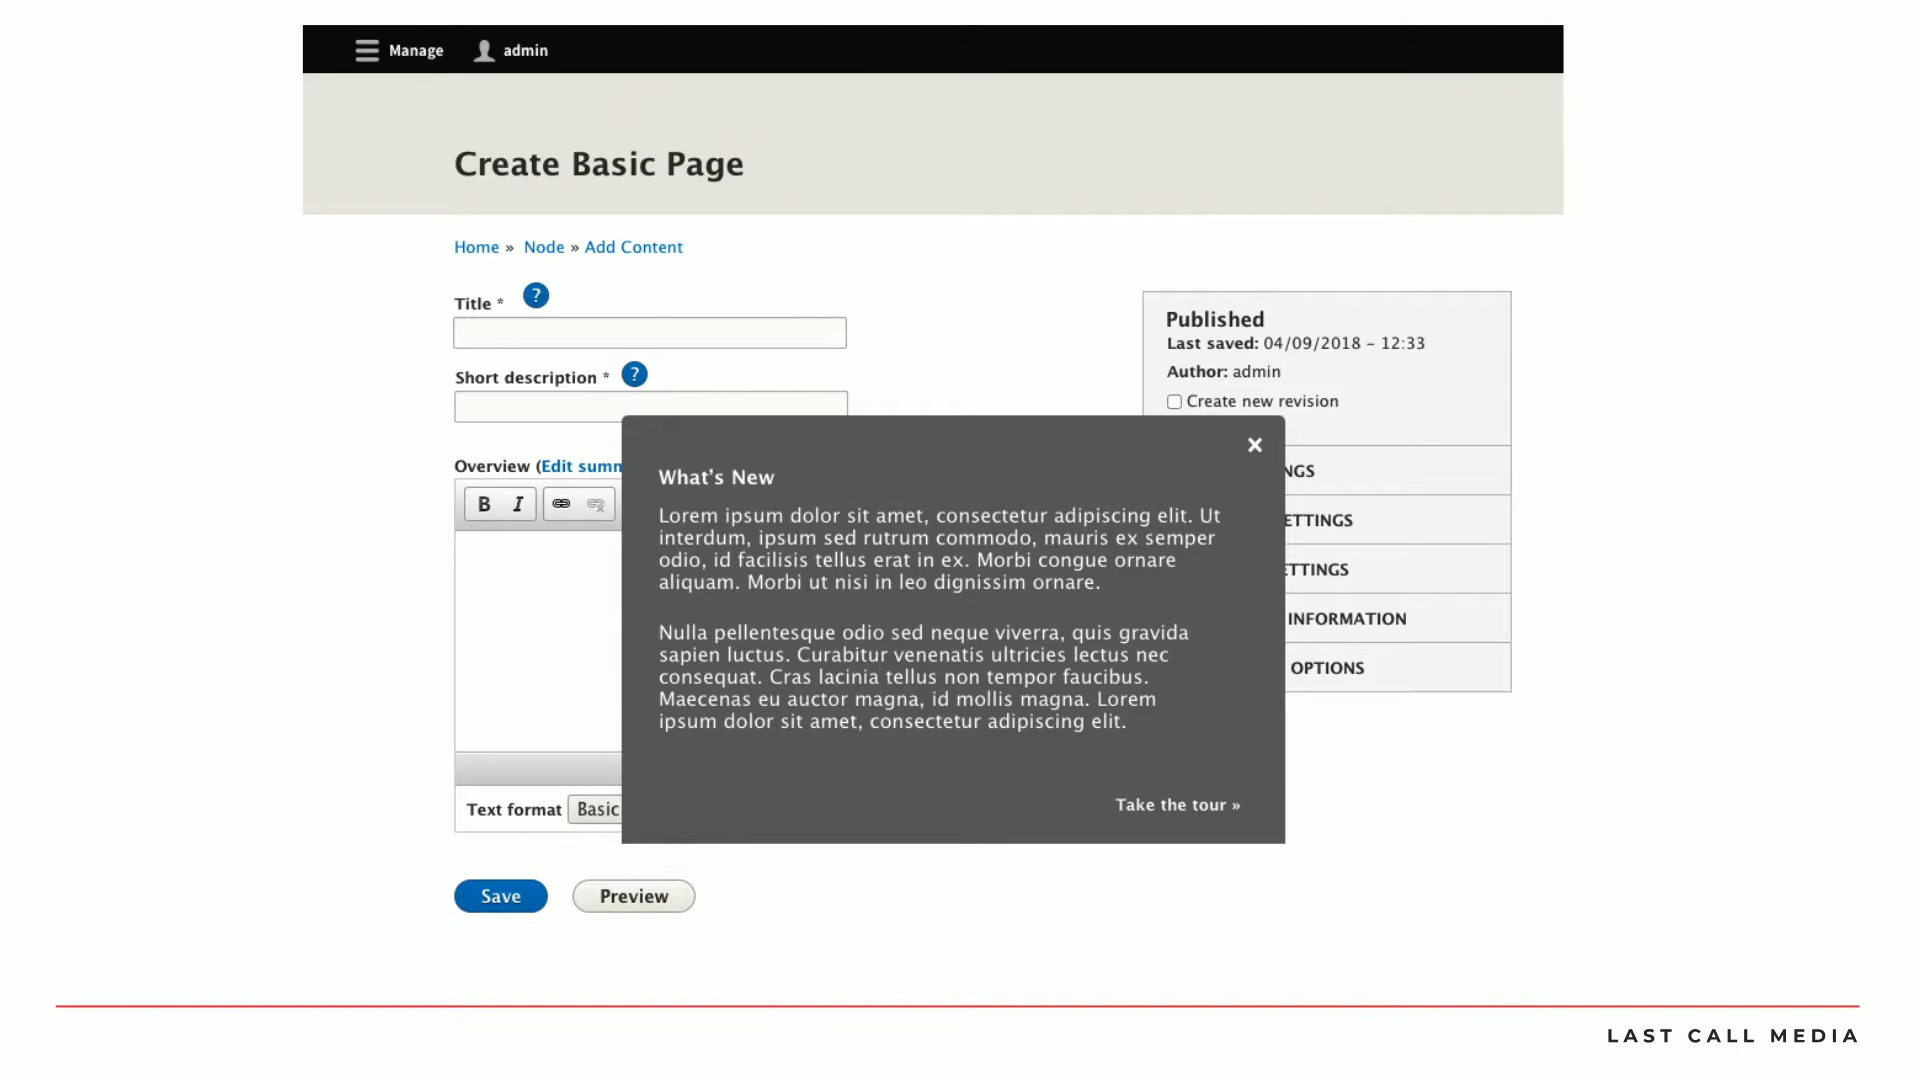 Manage admin
Create Basic Page
Home » Node » Add Content
Title * ?
Short description * ?
Overview (Edit summ
B I
Text format Basic
Save Preview
Published
Last saved: 04/09/2018 – 12:33
Author: admin
Create new revision
NGS
ETTINGS
ETTINGS
INFORMATION
OPTIONS
×
What’s New
Lorem ipsum dolor sit amet, consectetur adipiscing elit. Ut
interdum, ipsum sed rutrum commodo, mauris ex semper
odio, id facilisis tellus erat in ex. Morbi congue ornare
aliquam. Morbi ut nisi in leo dignissim ornare.
Nulla pellentesque odio sed neque viverra, quis gravida
sapien luctus. Curabitur venenatis ultricies lectus nec
consequat. Cras lacinia tellus non tempor faucibus.
Maecenas eu auctor magna, id mollis magna. Lorem
ipsum dolor sit amet, consectetur adipiscing elit.
Take the tour »
LAST CALL MEDIA